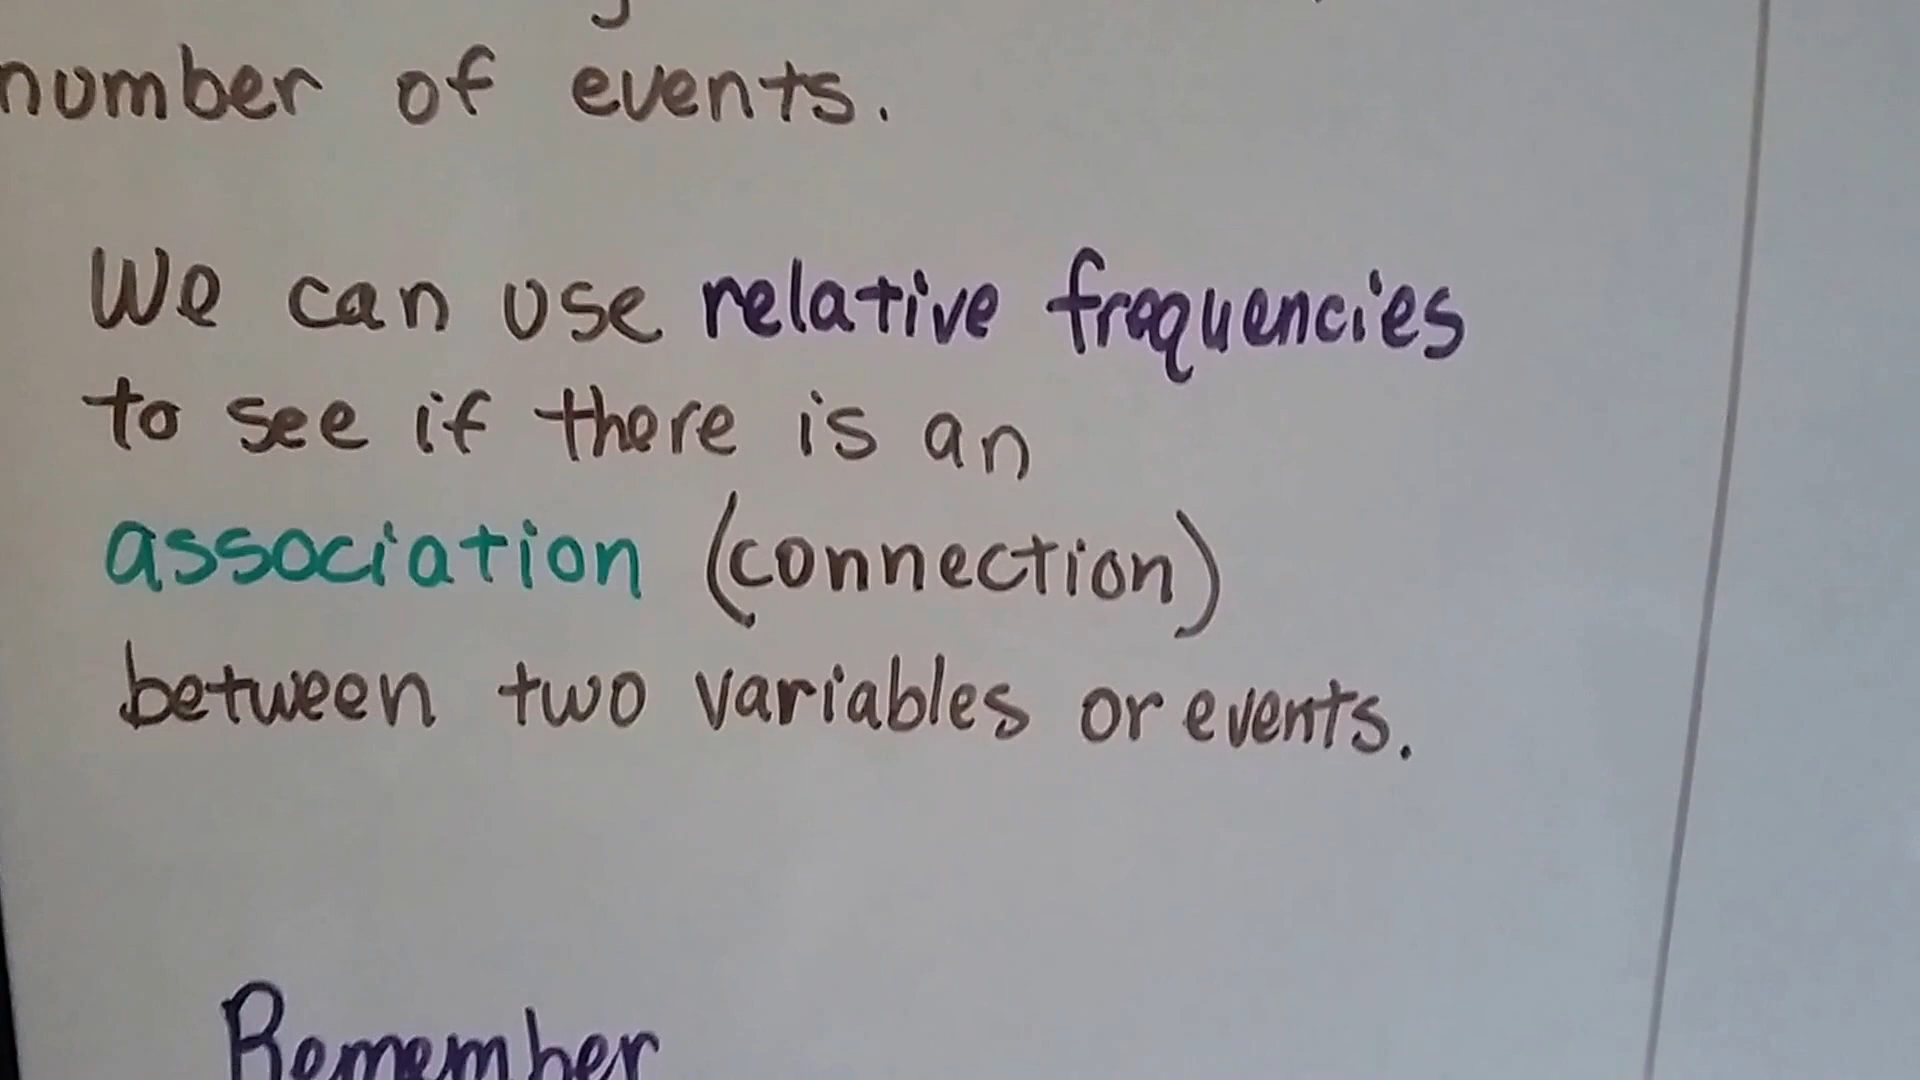 number of events.
We can use relative frequencies
to see if there is an
association (connection)
between two variables or events.
Remember